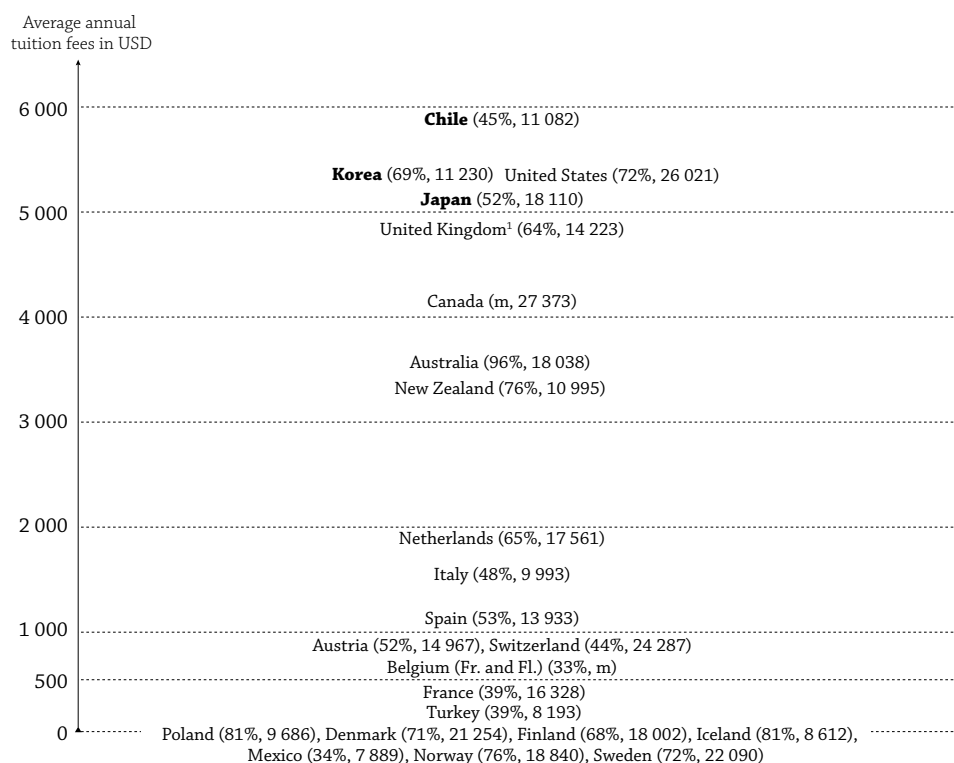 Average annual
tuition fees in USD
6 000
Chile (45%, 11 082)
Korea (69%, 11 230) United States (72%, 26 021)
Japan (52%, 18 110)
5 000
United Kingdom¹ (64%, 14 223)
Canada (m, 27 373)
4 000
Australia (96%, 18 038)
New Zealand (76%, 10 995)
3 000
2 000
Netherlands (65%, 17 561)
Italy (48%, 9 993)
Spain (53%, 13 933)
1 000
Austria (52%, 14 967), Switzerland (44%, 24 287)
Belgium (Fr. and Fl.) (33%, m)
500
France (39%, 16 328)
Turkey (39%, 8 193)
0
Poland (81%, 9 686), Denmark (71%, 21 254), Finland (68%, 18 002), Iceland (81%, 8 612),
Mexico (34%, 7 889), Norway (76%, 18 840), Sweden (72%, 22 090)